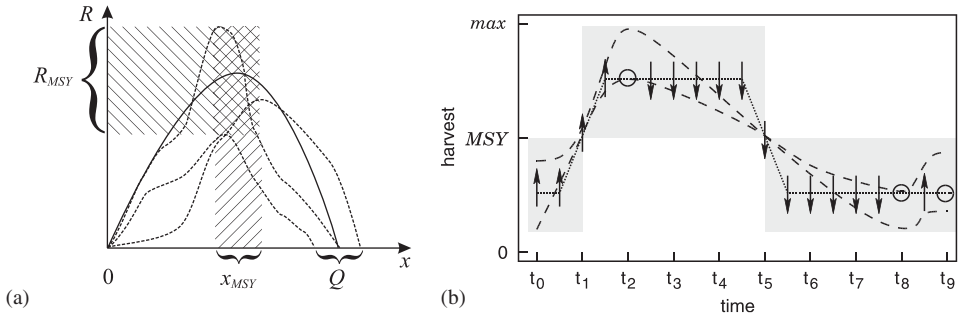 R
R_MSY
0
x_MSY
Q
x
(a)
max
MSY
0
harvest
t_0 t_1 t_2 t_3 t_4 t_5 t_6 t_7 t_8 t_9
time
(b)